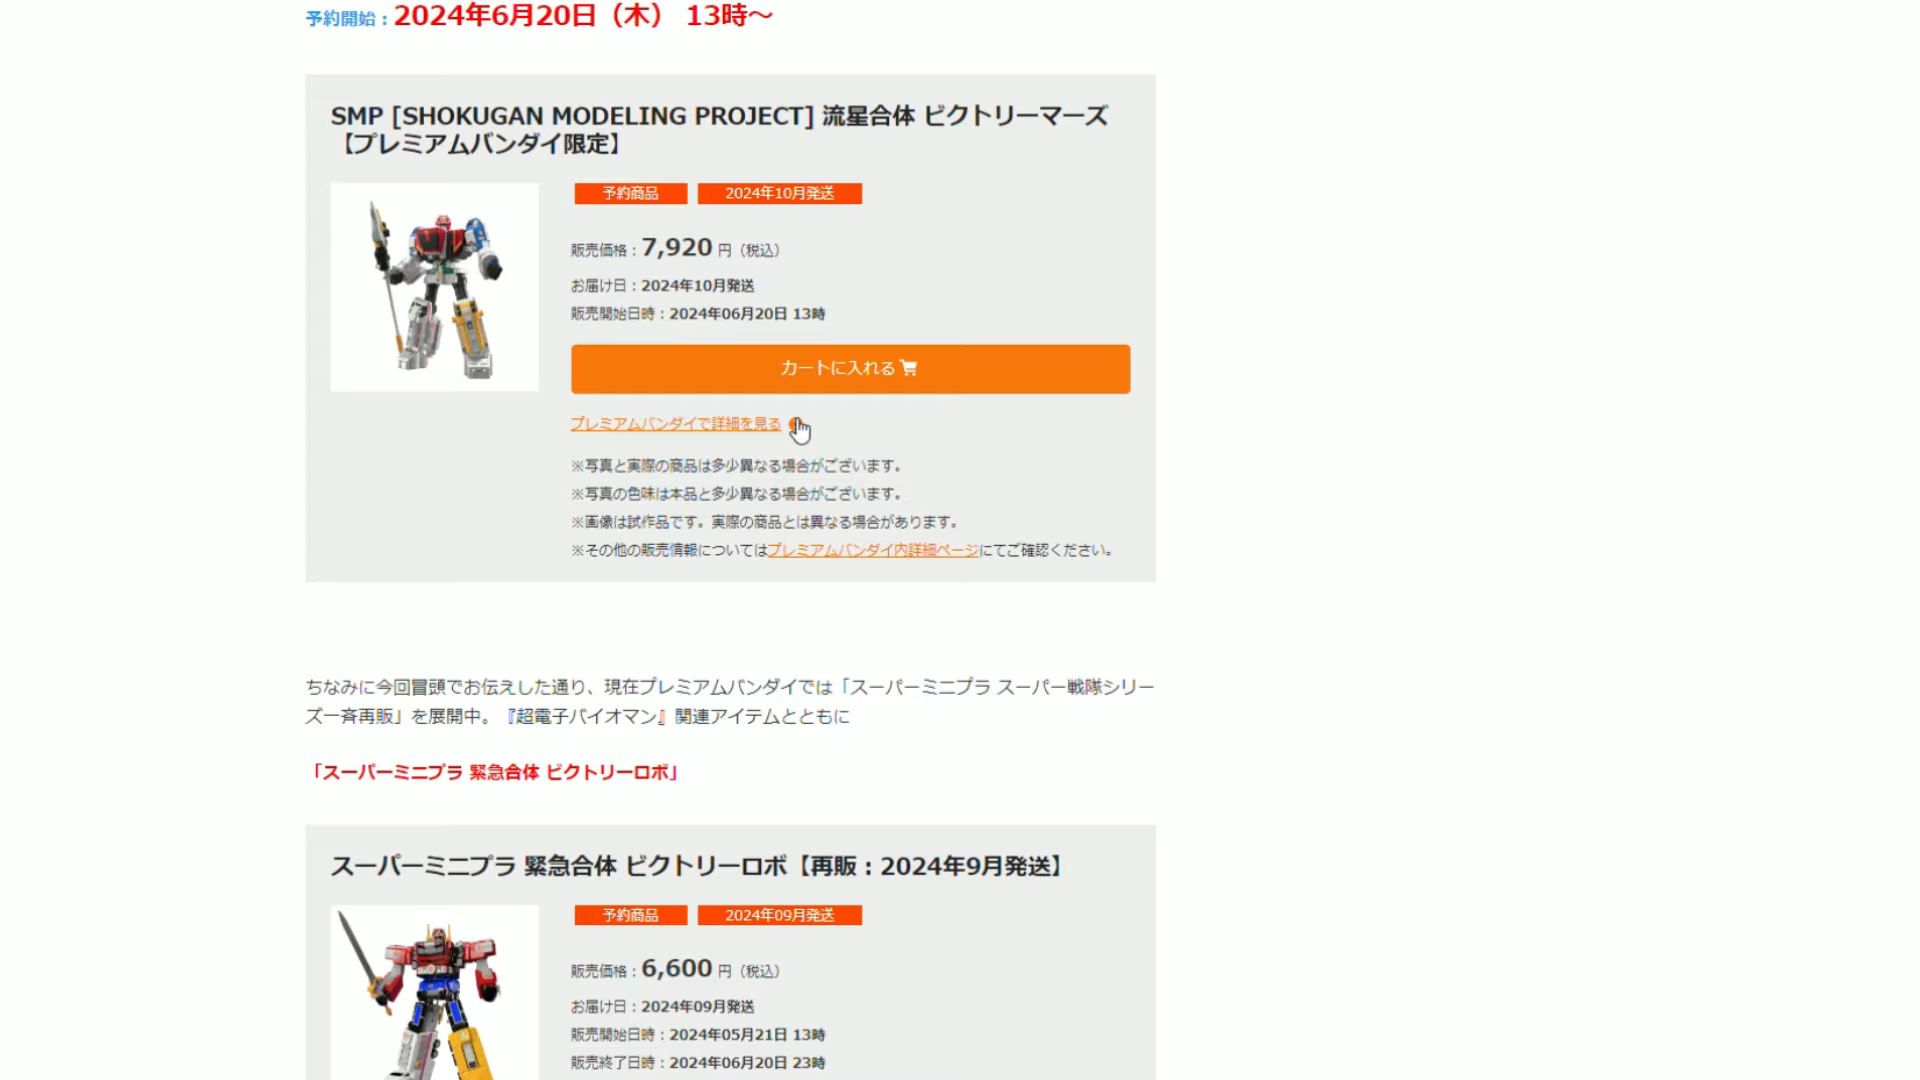 予約開始：2024年6月20日（木） 13時～
SMP [SHOKUGAN MODELING PROJECT] 流星合体 ビクトリーマーズ
【プレミアムバンダイ限定】
予約商品 2024年10月発送
販売価格：7,920 円（税込）
お届け日：2024年10月発送
販売開始日時：2024年06月20日 13時
カートに入れる
プレミアムバンダイで詳細を見る
※写真と実際の商品は多少異なる場合がございます。
※写真の色味は本品と多少異なる場合がございます。
※画像は試作品です。実際の商品とは異なる場合があります。
※その他の販売情報についてはプレミアムバンダイ内詳細ページにてご確認ください。
ちなみに今回冒頭でお伝えした通り、現在プレミアムバンダイでは「スーパーミニプラ スーパー戦隊シリー
ズ一斉再販」を展開中。『超電子バイオマン』関連アイテムとともに
「スーパーミニプラ 緊急合体 ビクトリーロボ」
スーパーミニプラ 緊急合体 ビクトリーロボ【再販：2024年9月発送】
予約商品 2024年09月発送
販売価格：6,600 円（税込）
お届け日：2024年09月発送
販売開始日時：2024年05月21日 13時
販売終了日時：2024年06月20日 23時